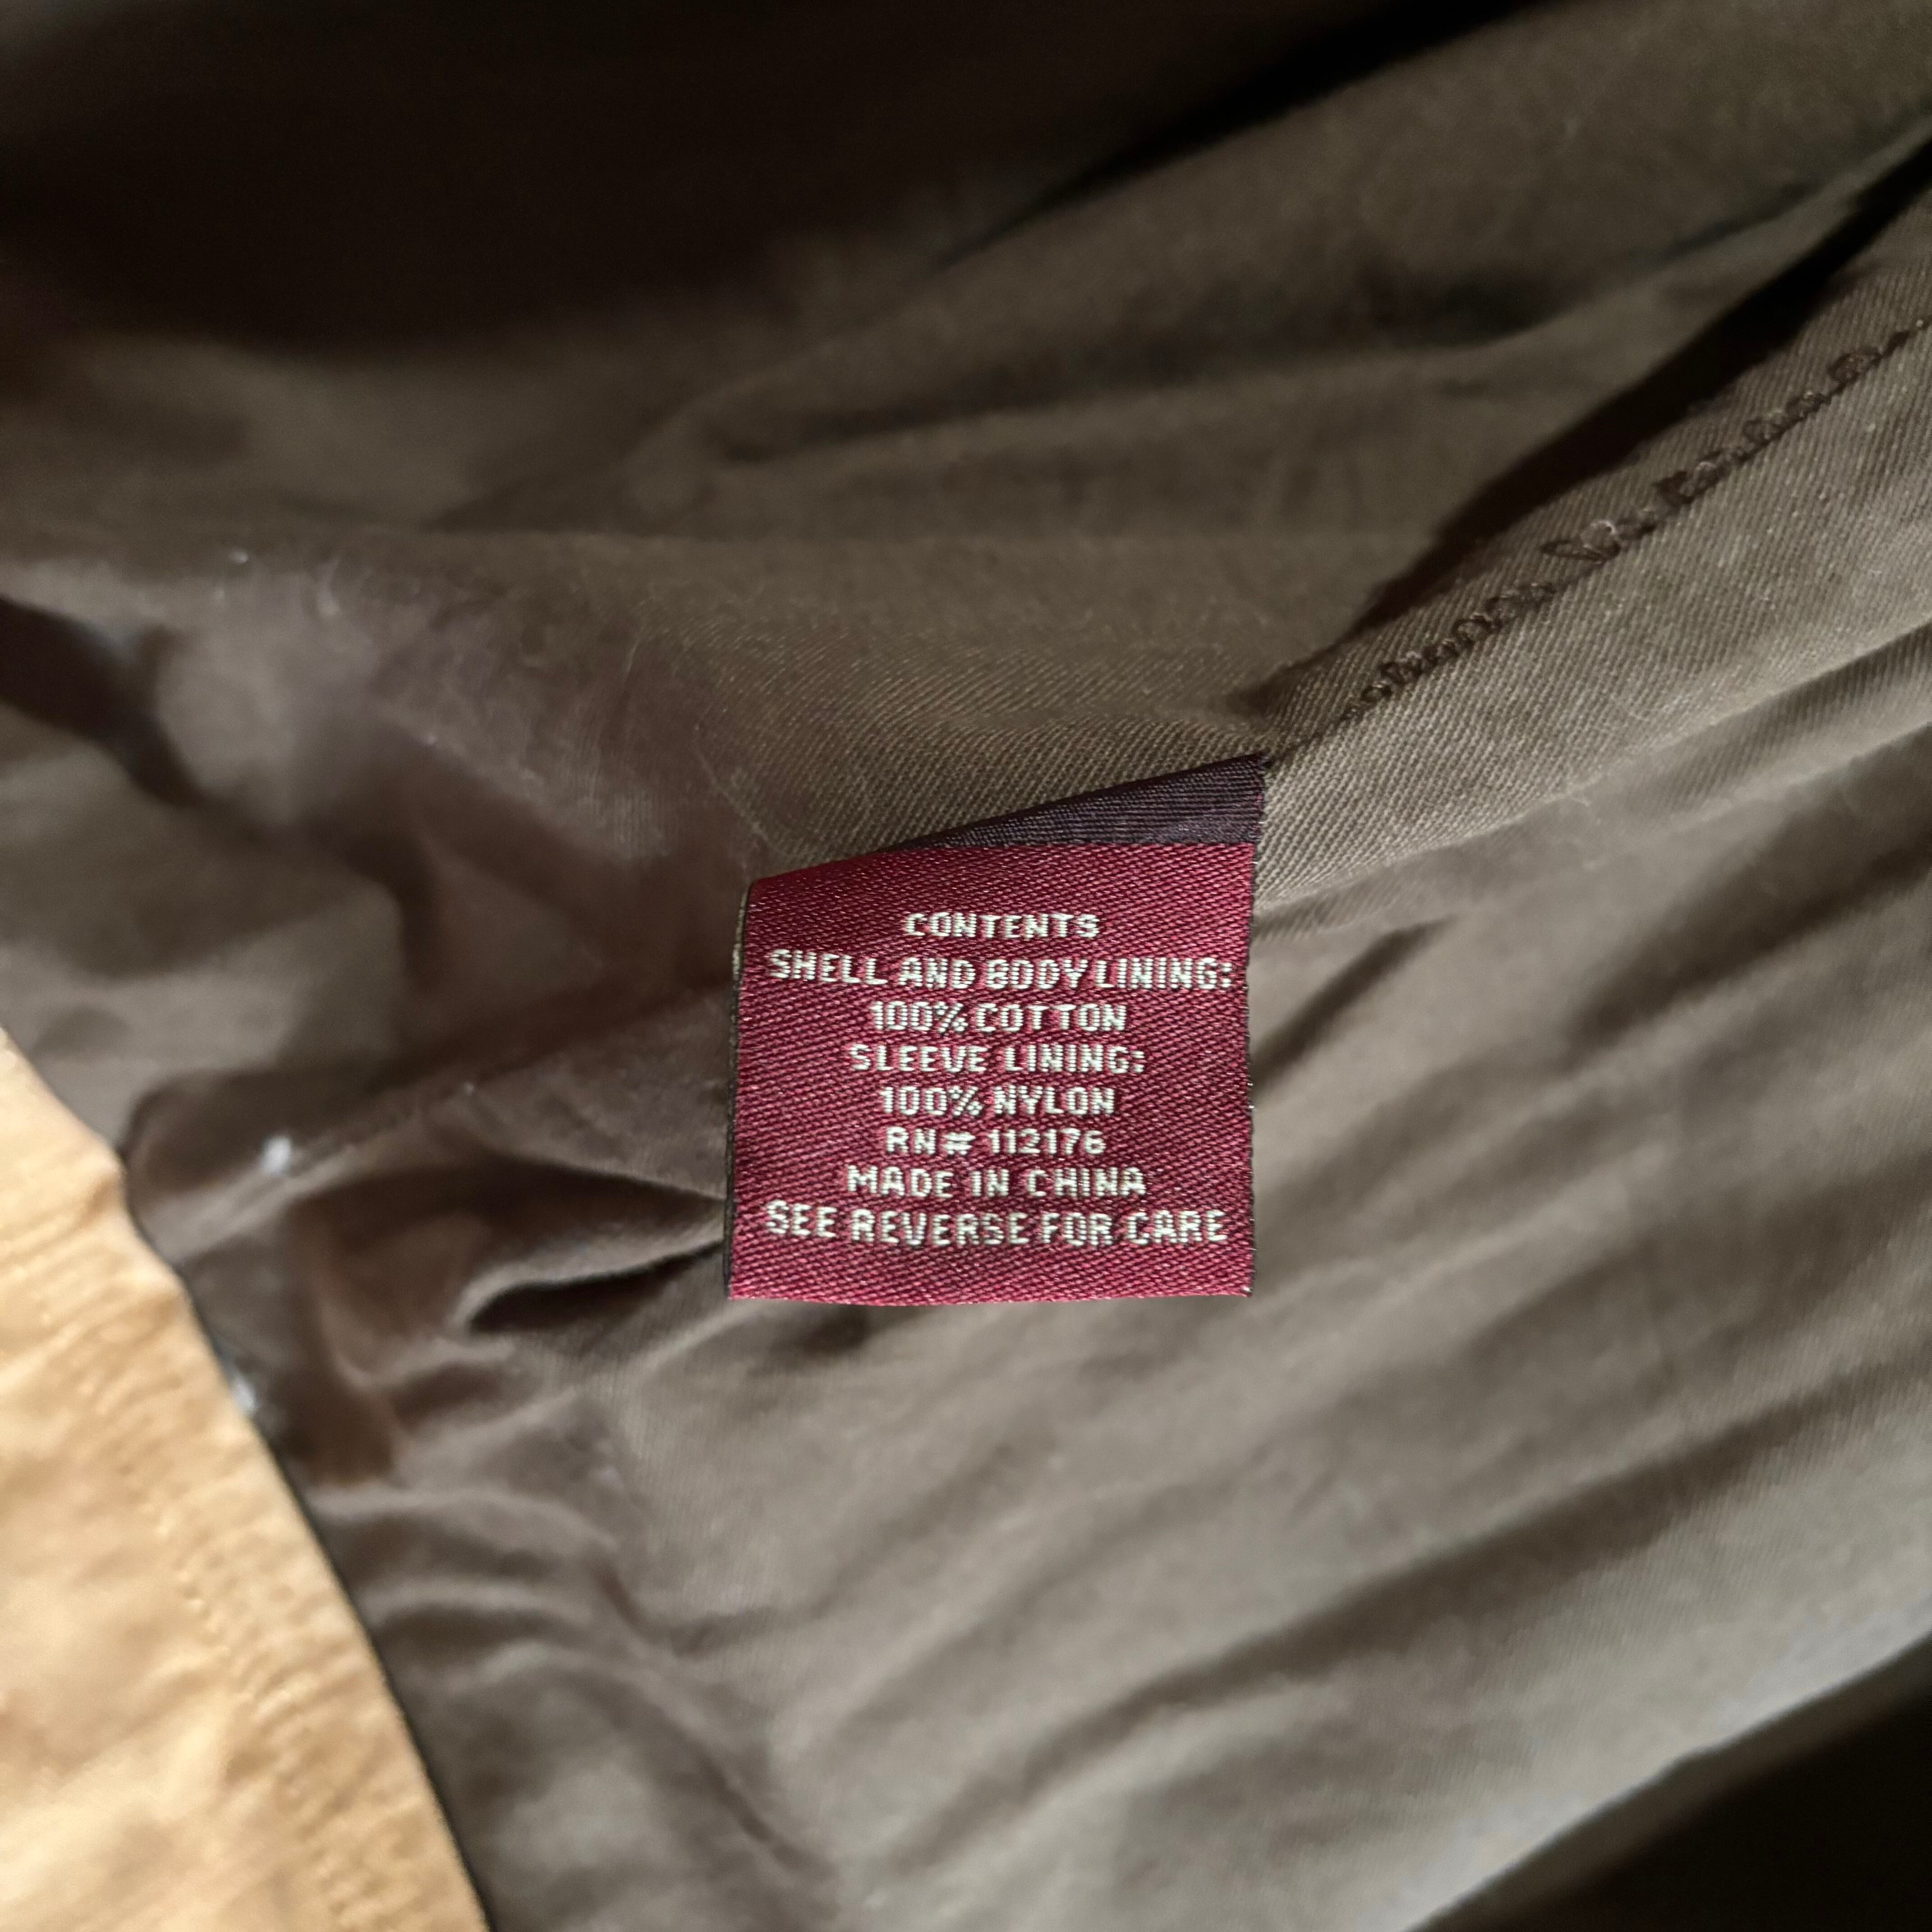 CONTENTS
SHELL AND BODY LINING:
100% COTTON
SLEEVE LINING:
100% NYLON
RN# 112176
MADE IN CHINA
SEE REVERSE FOR CARE